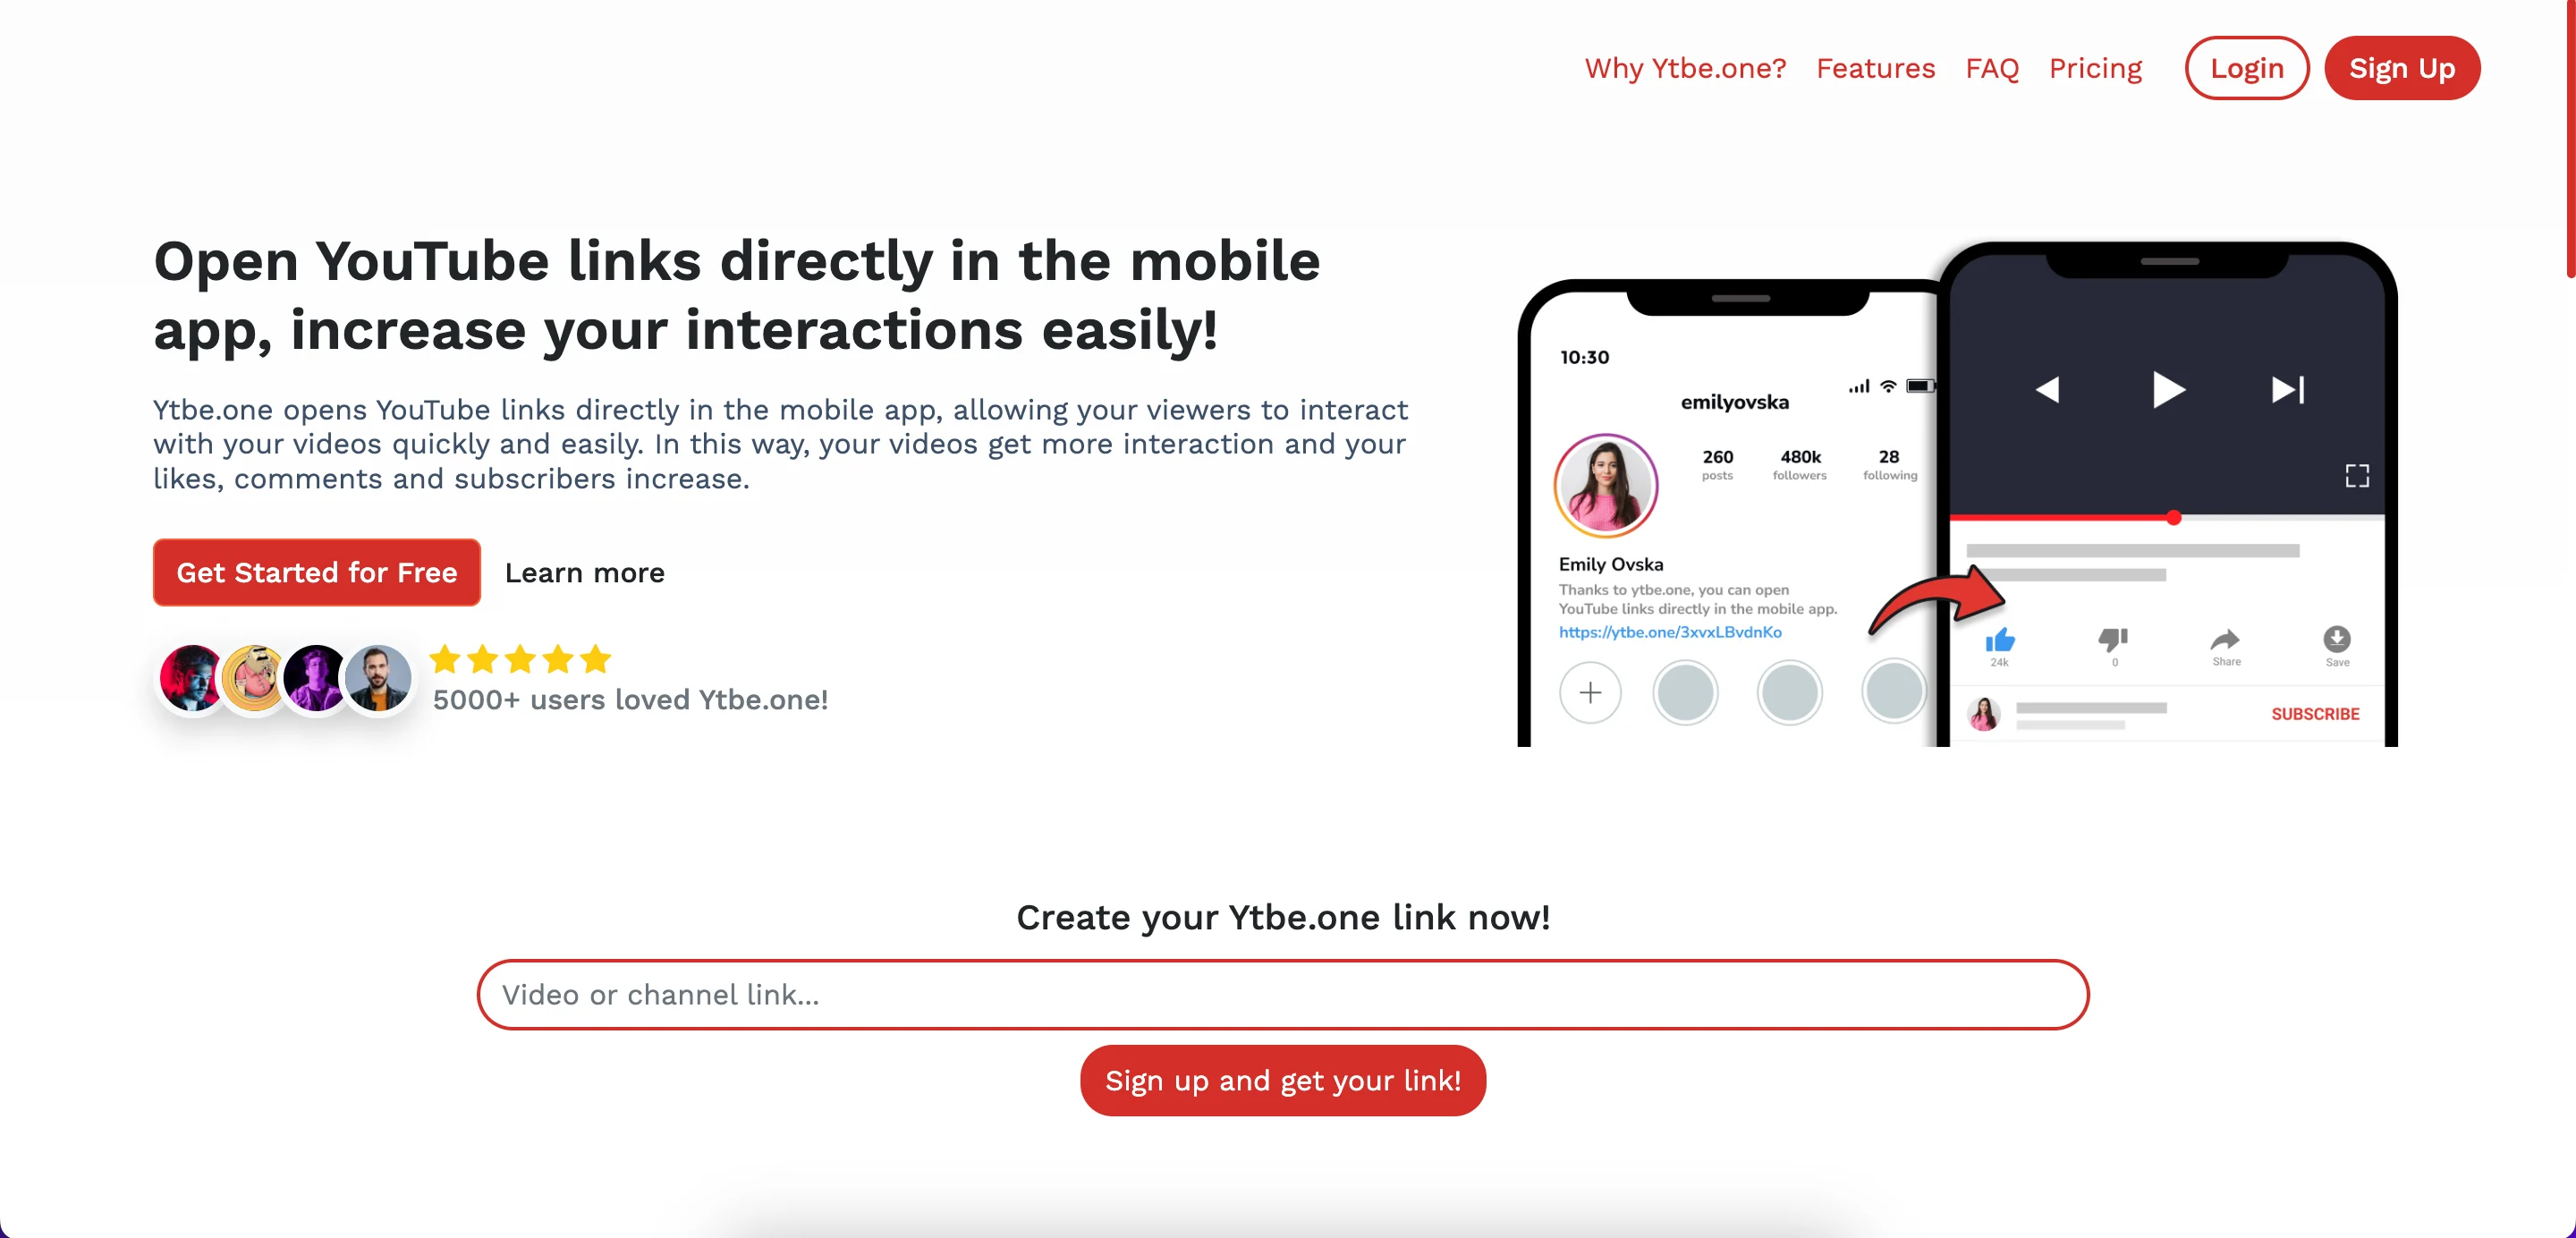 Why Ytbe.one?
Features
FAQ
Pricing
Login
Sign Up
Open YouTube links directly in the mobile
app, increase your interactions easily!
Ytbe.one opens YouTube links directly in the mobile app, allowing your viewers to interact
with your videos quickly and easily. In this way, your videos get more interaction and your
likes, comments and subscribers increase.
Get Started for Free
Learn more
5000+ users loved Ytbe.one!
10:30
emilyovska
260
posts
480k
followers
28
following
Emily Ovska
Thanks to ytbe.one, you can open
YouTube links directly in the mobile app.
https://ytbe.one/3xvxLBvdnKo
24k
0
Share
Save
SUBSCRIBE
Create your Ytbe.one link now!
Video or channel link...
Sign up and get your link!